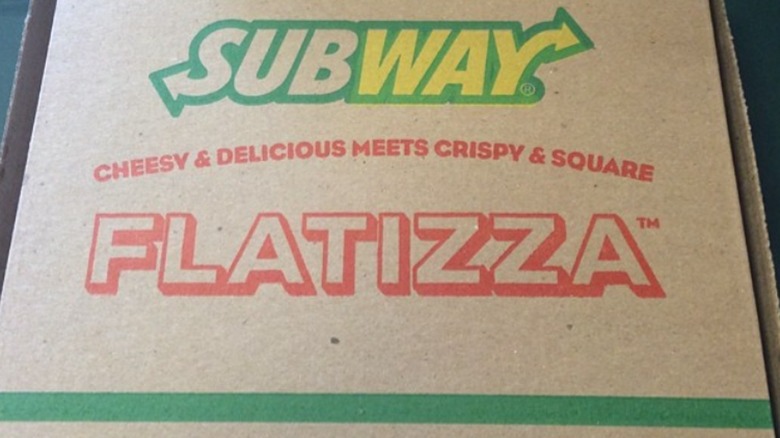 SUBWAY®
CHEESY & DELICIOUS MEETS CRISPY & SQUARE
FLATIZZA™